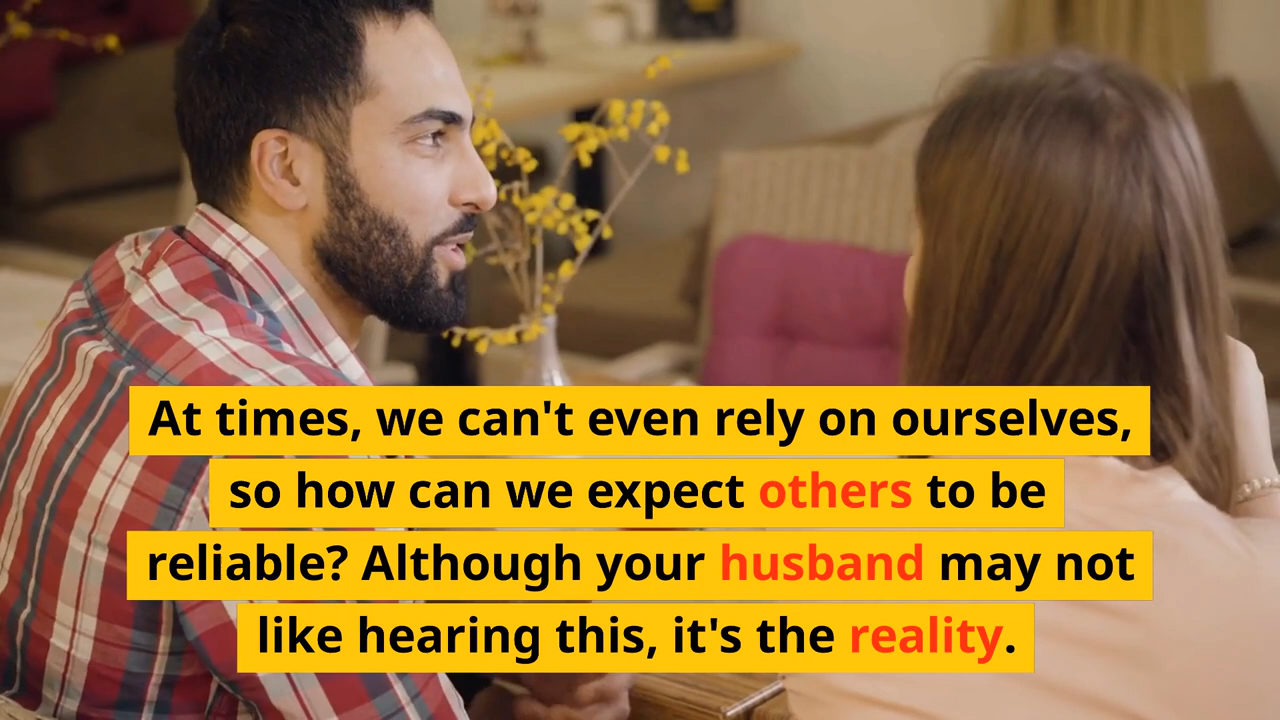 At times, we can't even rely on ourselves,
so how can we expect others to be
reliable? Although your husband may not
like hearing this, it's the reality.